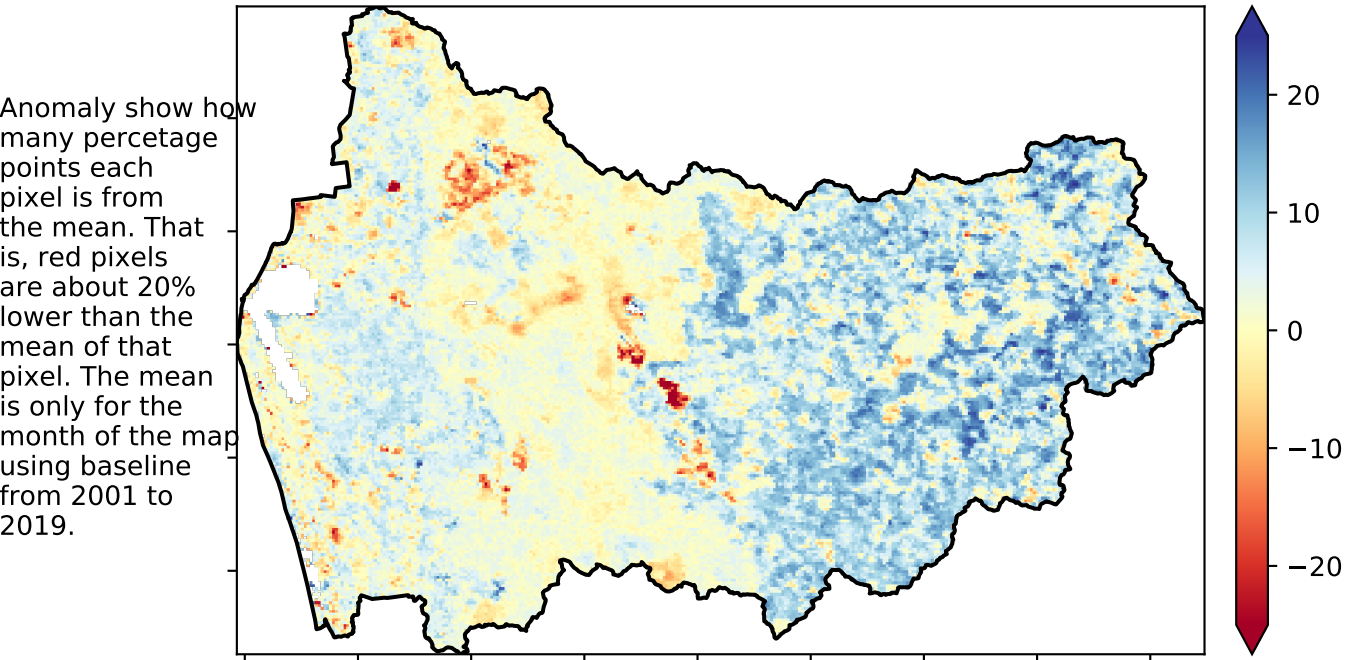 Anomaly show how
many percetage
points each
pixel is from
the mean. That
is, red pixels
are about 20%
lower than the
mean of that
pixel. The mean
is only for the
month of the map
using baseline
from 2001 to
2019.
20
10
0
−10
−20